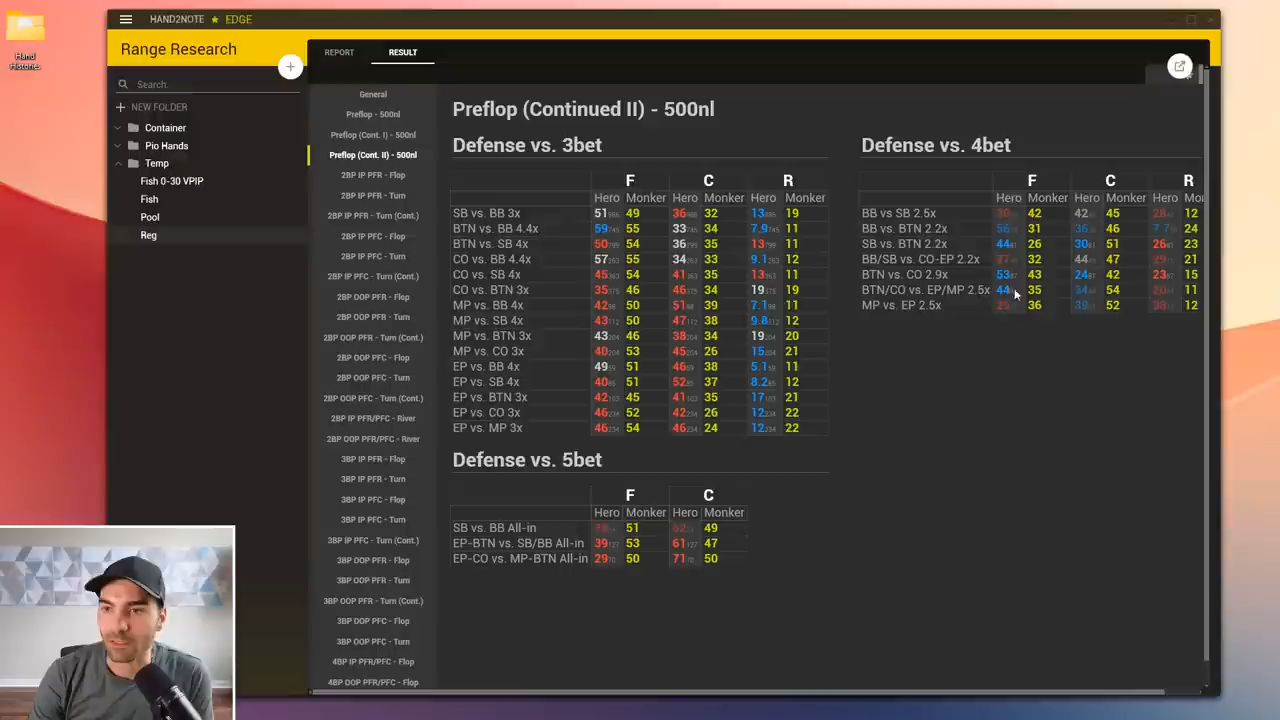 HAND2NOTE ★ EDGE
Range Research
REPORT
RESULT
Search.
NEW FOLDER
Container
Pio Hands
Temp
Fish 0-30 VPIP
Fish
Pool
Reg
Hand
Histories
General
Preflop - 500nl
Preflop (Cont. I) - 500nl
Preflop (Cont. II) - 500nl
2BP IP PFR - Flop
2BP IP PFR - Turn
2BP IP PFR - Turn (Cont.)
2BP IP PFC - Flop
2BP IP PFC - Turn
2BP IP PFC - Turn (Cont.)
2BP OOP PFR - Flop
2BP OOP PFR - Turn
2BP OOP PFR - Turn (Cont.)
2BP OOP PFC - Flop
2BP OOP PFC - Turn
2BP OOP PFC - Turn (Cont.)
2BP IP PFR/PFC - River
2BP OOP PFR/PFC - River
3BP IP PFR - Flop
3BP IP PFR - Turn
3BP IP PFC - Flop
3BP IP PFC - Turn
3BP IP PFC - Turn (Cont.)
3BP OOP PFR - Flop
3BP OOP PFR - Turn
3BP OOP PFR - Turn (Cont.)
3BP OOP PFC - Flop
3BP OOP PFC - Turn
4BP IP PFR/PFC - Flop
4BP OOP PFR/PFC - Flop
Preflop (Continued II) - 500nl
Defense vs. 3bet
F C R
Hero Monker Hero Monker Hero Monker
SB vs. BB 3x 51 49 36 32 13 19
BTN vs. BB 4.4x 59 55 33 34 7.9 11
BTN vs. SB 4x 50 54 36 35 13 11
CO vs. BB 4.4x 57 55 34 34 9.1 12
CO vs. SB 4x 45 54 41 35 13 11
CO vs. BTN 3x 35 46 46 34 19 19
MP vs. BB 4x 42 50 51 39 7.1 11
MP vs. SB 4x 43 50 47 38 9.8 12
MP vs. BTN 3x 43 46 38 34 19 20
MP vs. CO 3x 40 53 45 26 15 21
EP vs. BB 4x 49 51 46 38 5.1 11
EP vs. SB 4x 40 51 52 37 8.2 12
EP vs. BTN 3x 42 45 41 35 17 21
EP vs. CO 3x 46 52 42 26 12 22
EP vs. MP 3x 46 54 46 24 12 22
Defense vs. 5bet
F C
Hero Monker Hero Monker
SB vs. BB All-in 51 49
EP-BTN vs. SB/BB All-in 39 53 61 47
EP-CO vs. MP-BTN All-in 29 50 71 50
Defense vs. 4bet
F C R
Hero Monker Hero Monker Hero Monker
BB vs SB 2.5x 30 42 42 45 28 12
BB vs. BTN 2.2x 56 31 36 46 7.7 24
SB vs. BTN 2.2x 44 26 30 51 26 23
BB/SB vs. CO-EP 2.2x 32 44 47 21
BTN vs. CO 2.9x 53 43 24 42 23 15
BTN/CO vs. EP/MP 2.5x 44 35 54 11
MP vs. EP 2.5x 36 52 12